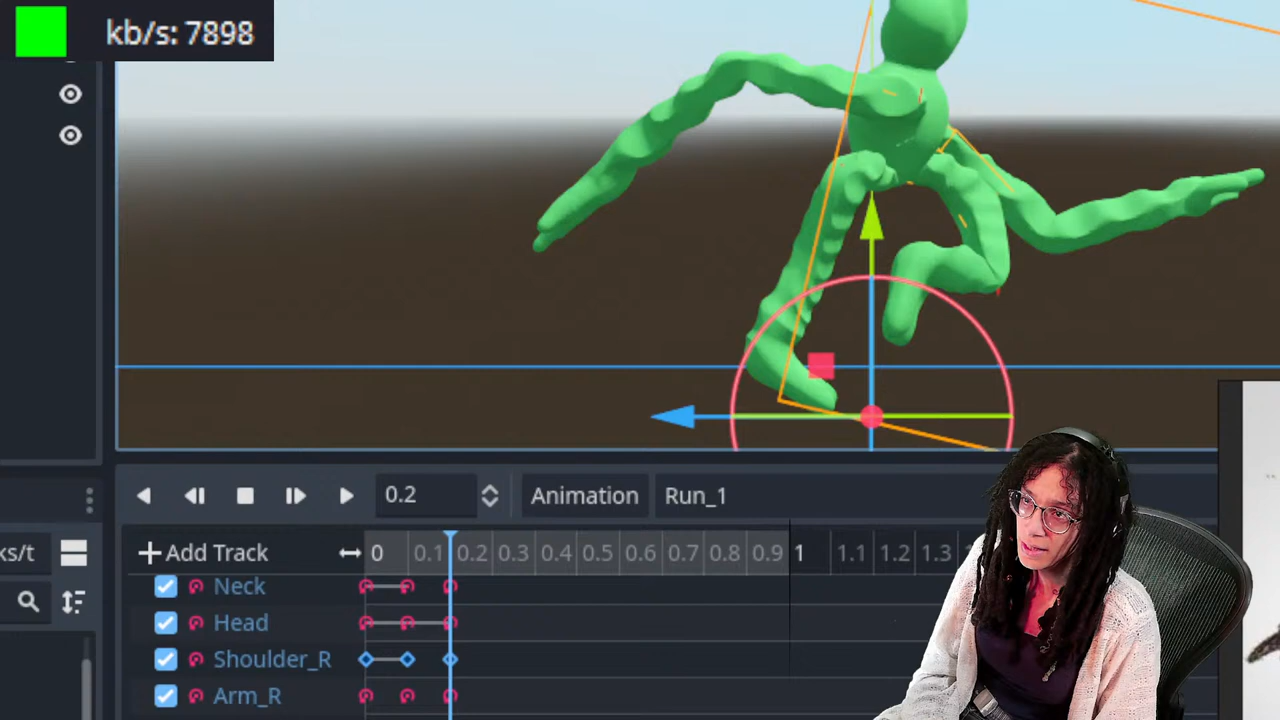 kb/s: 7898
0.2 Animation Run_1
ks/t Add Track 0 0.1 0.2 0.3 0.4 0.5 0.6 0.7 0.8 0.9 1 1.1 1.2 1.3
Neck
Head
Shoulder_R
Arm_R